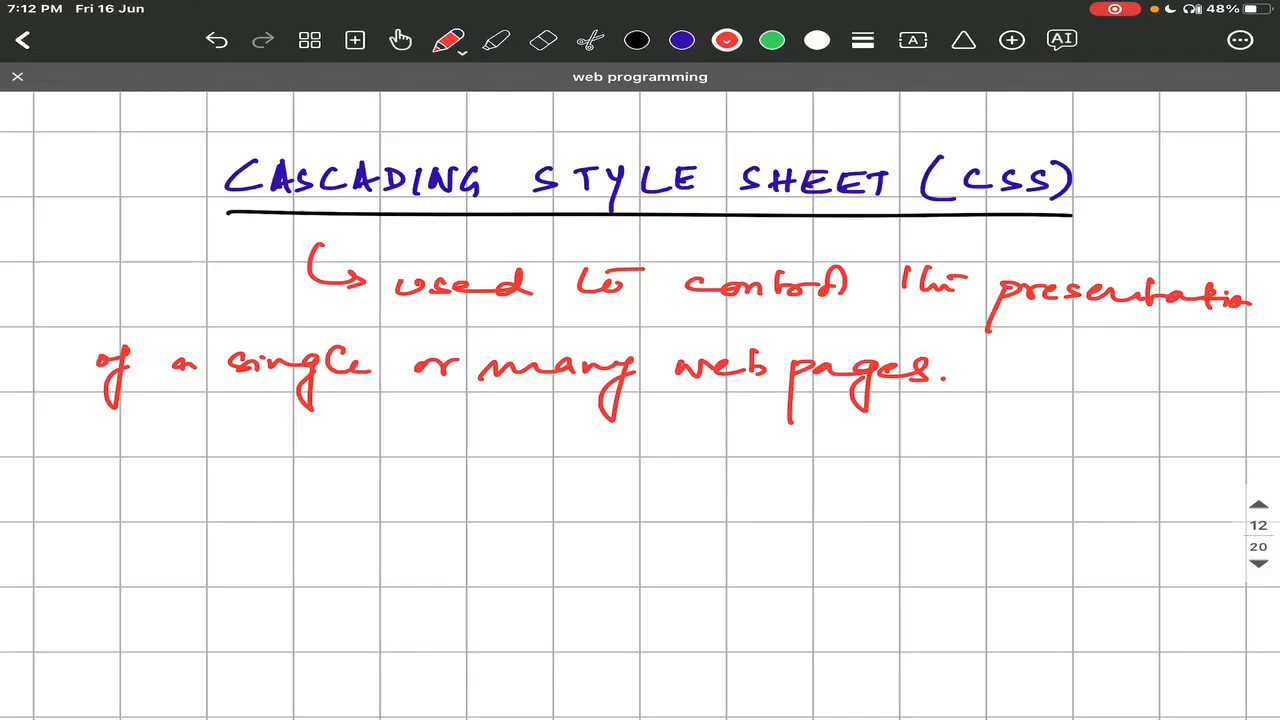 7:12 PM Fri 16 Jun 48%
A AI
web programming
CASCADING STYLE SHEET (CSS)
used to control the presentation
of a single or many web pages.
12
20